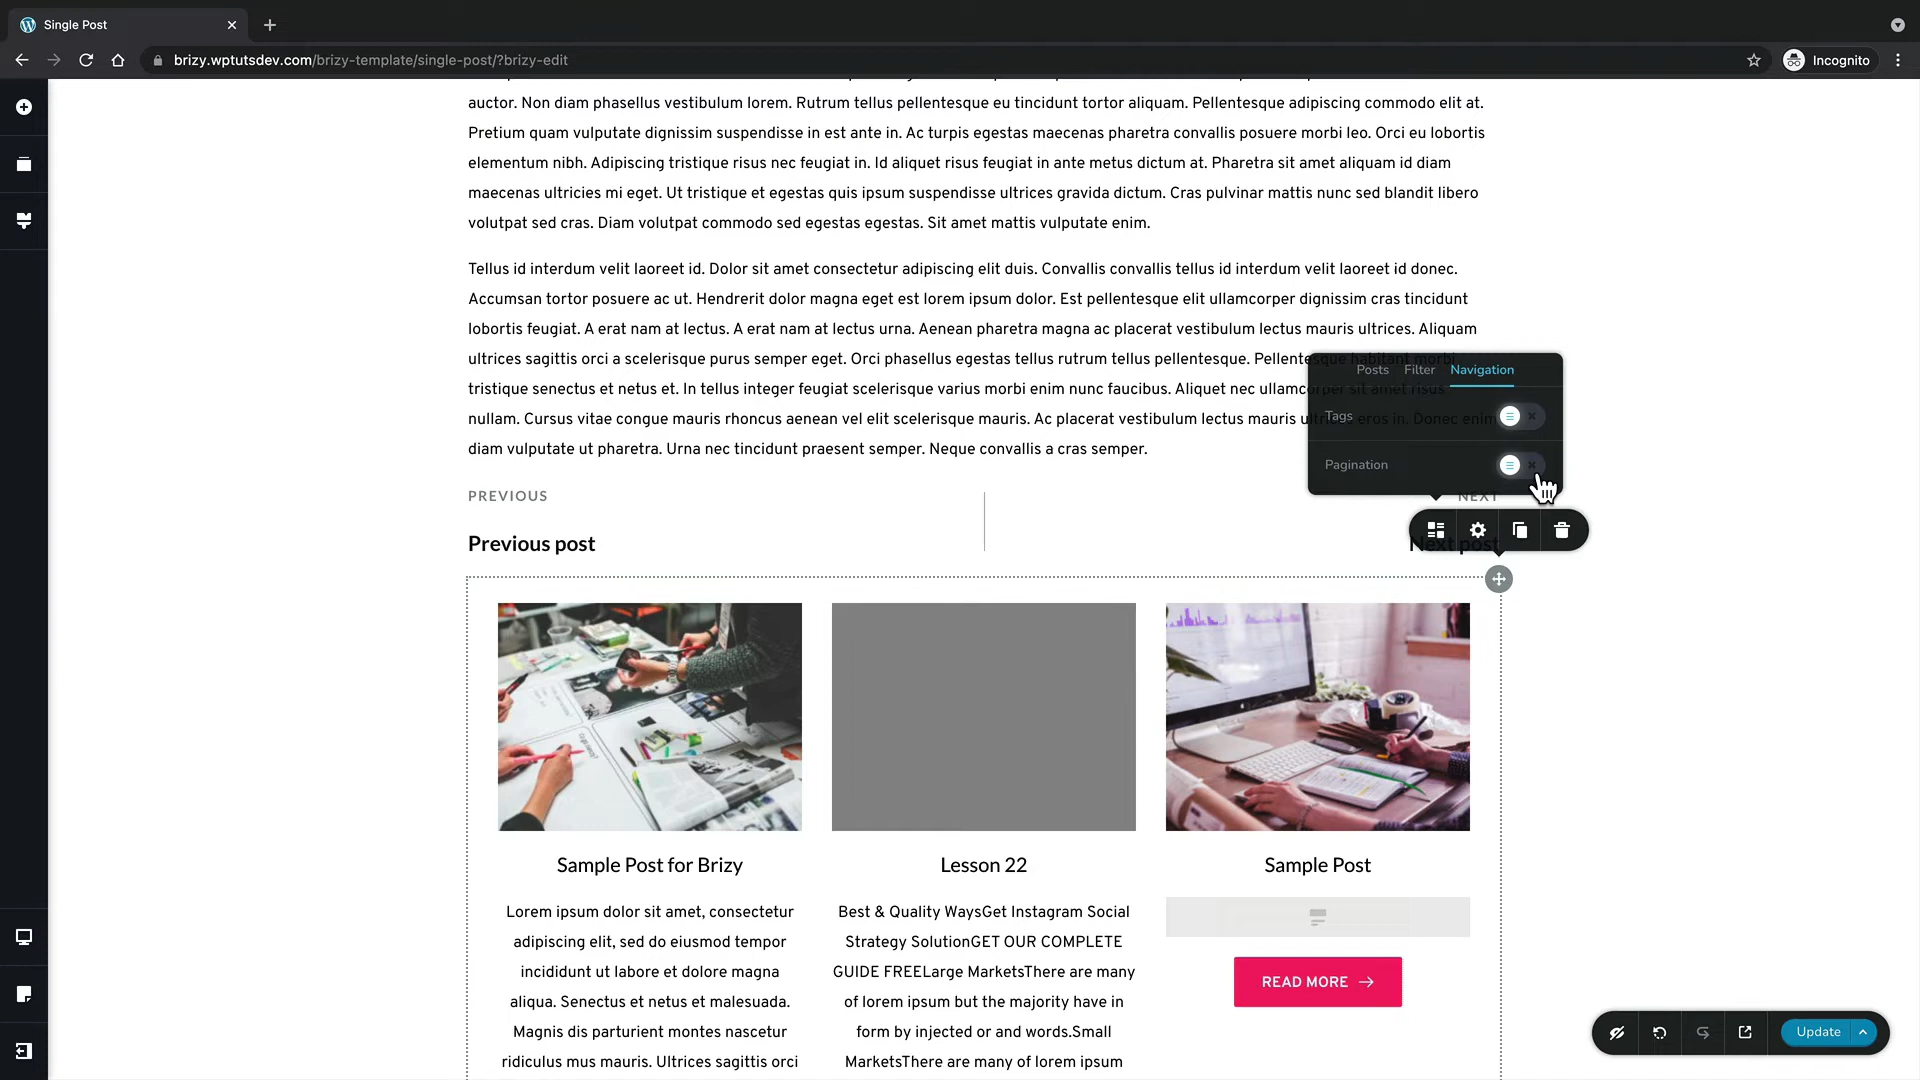 Single Post
brizy.wptutsdev.com/brizy-template/single-post/?brizy-edit
Incognito
auctor. Non diam phasellus vestibulum lorem. Rutrum tellus pellentesque eu tincidunt tortor aliquam. Pellentesque adipiscing commodo elit at.
Pretium quam vulputate dignissim suspendisse in est ante in. Ac turpis egestas maecenas pharetra convallis posuere morbi leo. Orci eu lobortis
elementum nibh. Adipiscing tristique risus nec feugiat in. Id aliquet risus feugiat in ante metus dictum at. Pharetra sit amet aliquam id diam
maecenas ultricies mi eget. Ut tristique et egestas quis ipsum suspendisse ultrices gravida dictum. Cras pulvinar mattis nunc sed blandit libero
volutpat sed cras. Diam volutpat commodo sed egestas egestas. Sit amet mattis vulputate enim.
Tellus id interdum velit laoreet id. Dolor sit amet consectetur adipiscing elit duis. Convallis convallis tellus id interdum velit laoreet id donec.
Accumsan tortor posuere ac ut. Hendrerit dolor magna eget est lorem ipsum dolor. Est pellentesque elit ullamcorper dignissim cras tincidunt
lobortis feugiat. A erat nam at lectus. A erat nam at lectus urna. Aenean pharetra magna ac placerat vestibulum lectus mauris ultrices. Aliquam
ultrices sagittis orci a scelerisque purus semper eget. Orci phasellus egestas tellus rutrum tellus pellentesque. Pellentesque habitant morbi
tristique senectus et netus et. In tellus integer feugiat scelerisque varius morbi enim nunc faucibus. Aliquet nec ullamcorper sit amet risus
nullam. Cursus vitae congue mauris rhoncus aenean vel elit scelerisque mauris. Ac placerat vestibulum lectus mauris ultrices eros in. Donec enim
diam vulputate ut pharetra. Urna nec tincidunt praesent semper. Neque convallis a cras semper.
Posts Filter Navigation
Tags
Pagination
PREVIOUS
NEXT
Previous post
Next post
Sample Post for Brizy
Lorem ipsum dolor sit amet, consectetur
adipiscing elit, sed do eiusmod tempor
incididunt ut labore et dolore magna
aliqua. Senectus et netus et malesuada.
Magnis dis parturient montes nascetur
ridiculus mus mauris. Ultrices sagittis orci
Lesson 22
Best & Quality WaysGet Instagram Social
Strategy SolutionGET OUR COMPLETE
GUIDE FREELarge MarketsThere are many
of lorem ipsum but the majority have in
form by injected or and words.Small
MarketsThere are many of lorem ipsum
Sample Post
READ MORE
Update